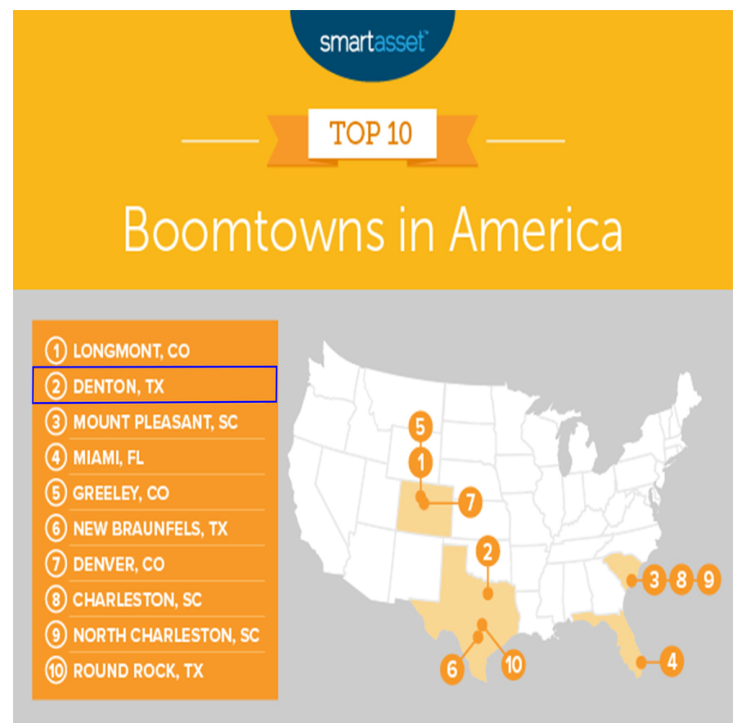 smartasset™
TOP 10
Boomtowns in America
1 LONGMONT, CO
2 DENTON, TX
3 MOUNT PLEASANT, SC
4 MIAMI, FL
5 GREELEY, CO
6 NEW BRAUNFELS, TX
7 DENVER, CO
8 CHARLESTON, SC
9 NORTH CHARLESTON, SC
10 ROUND ROCK, TX
5
1
7
2
3 8 9
6 10
4